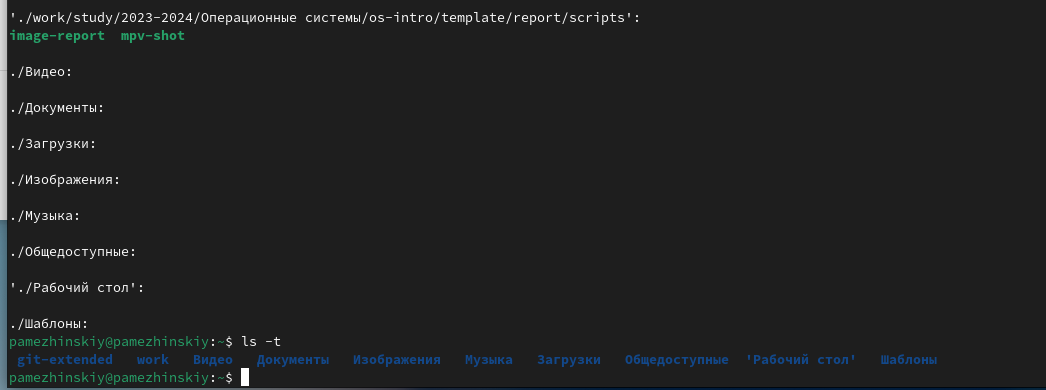 './work/study/2023-2024/Операционные системы/os-intro/template/report/scripts':
image-report  mpv-shot
./Видео:
./Документы:
./Загрузки:
./Изображения:
./Музыка:
./Общедоступные:
'./Рабочий стол':
./Шаблоны:
pamezhinskiy@pamezhinskiy:~$ ls -t
git-extended   work   Видео   Документы   Изображения   Музыка   Загрузки   Общедоступные  'Рабочий стол'   Шаблоны
pamezhinskiy@pamezhinskiy:~$